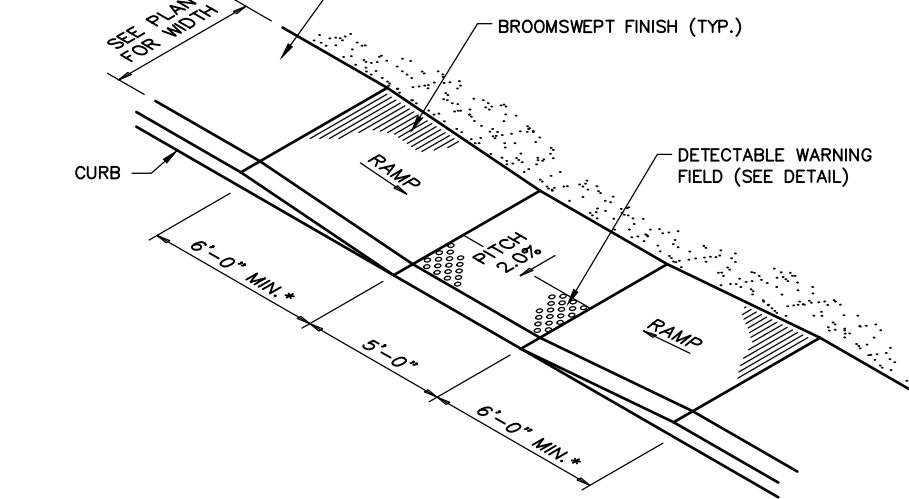 SEE PLAN
FOR WIDTH
BROOMSWEPT FINISH (TYP.)
DETECTABLE WARNING
FIELD (SEE DETAIL)
CURB
RAMP
PITCH
2.0%
RAMP
6'-0" MIN.*
5'-0"
6'-0" MIN.*